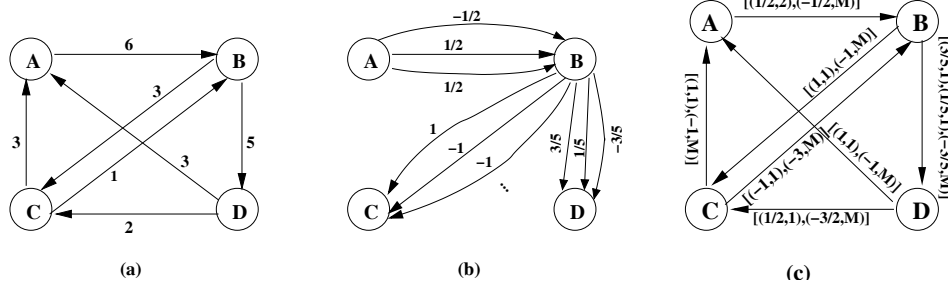 A
6
B
3
3
5
1
3
C
2
D
(a)
−1/2
A
1/2
B
1/2
1
−1
−1
3/5
1/5
−3/5
...
C
D
(b)
[(1/2,2),(−1/2,M)]
A
B
[(1,1),(−1,M)]
[(1,1),(−1,M)]
[(−1,1),(−3,M)]
[(1,1),(−1,M)]
C
[(1/2,1),(−3/2,M)]
D
(c)